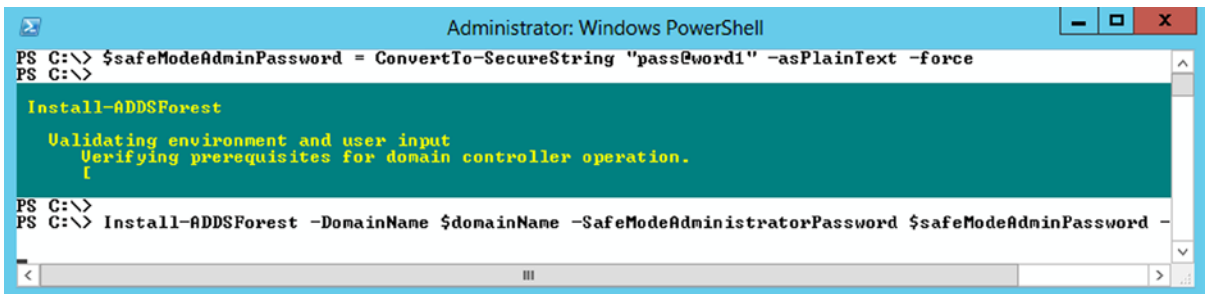 Administrator: Windows PowerShell
PS C:\> $safeModeAdminPassword = ConvertTo-SecureString "pass@word1" -asPlainText -force
PS C:\>
Install-ADDSForest
Validating environment and user input
Verifying prerequisites for domain controller operation.
[
PS C:\>
PS C:\> Install-ADDSForest -DomainName $domainName -SafeModeAdministratorPassword $safeModeAdminPassword -